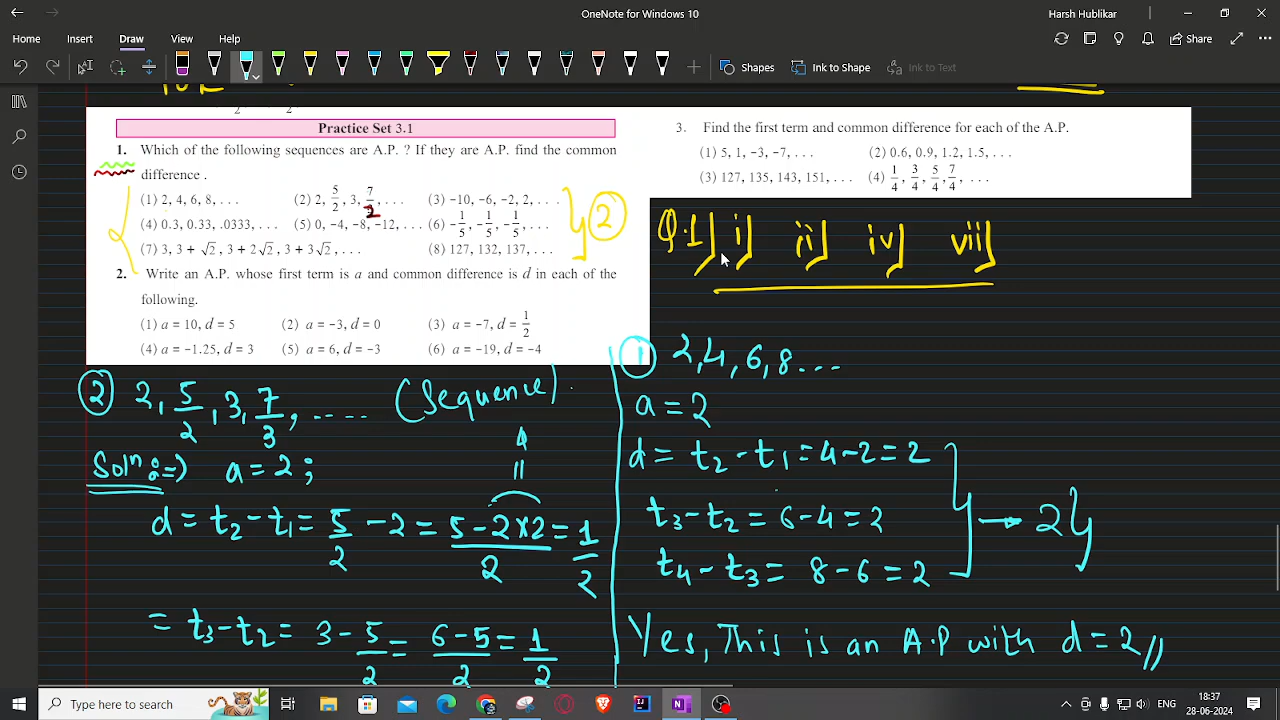 OneNote for Windows 10
Harsh Hublikar
Home Insert Draw View Help
Share
Shapes Ink to Shape Ink to Text
2 2
Practice Set 3.1
1. Which of the following sequences are A.P. ? If they are A.P. find the common
difference .
(1) 2, 4, 6, 8, . . . (2) 2, 5/2, 3, 7/2, . . . (3) -10, -6, -2, 2, . . .
(4) 0.3, 0.33, .0333, . . . (5) 0, -4, -8, -12, . . . (6) -1/5, -1/5, -1/5, . . .
(7) 3, 3 + √2, 3 + 2√2, 3 + 3√2, . . . (8) 127, 132, 137, . . .
2
2. Write an A.P. whose first term is a and common difference is d in each of the
following.
(1) a = 10, d = 5 (2) a = -3, d = 0 (3) a = -7, d = 1/2
(4) a = -1.25, d = 3 (5) a = 6, d = -3 (6) a = -19, d = -4
3. Find the first term and common difference for each of the A.P.
(1) 5, 1, -3, -7, . . . (2) 0.6, 0.9, 1.2, 1.5, . . .
(3) 127, 135, 143, 151, . . . (4) 1/4, 3/4, 5/4, 7/4, . . .
Q.1] i] ii] iv] vii]
② 2, 5/2, 3, 7/3, ..... (Sequence).
Solⁿ :=) a = 2 ;
d = t2 - t1 = 5/2 - 2 = 5-2×2/2 = 1/2
= t3 - t2 = 3 - 5/2 = 6-5/2 = 1/2
① 2, 4, 6, 8 ...
a = 2
d = t2 - t1 = 4 - 2 = 2
t3 - t2 = 6 - 4 = 2
t4 - t3 = 8 - 6 = 2
→ 2
Yes, This is an A.P with d = 2 //
Type here to search
18:37
28-06-2024